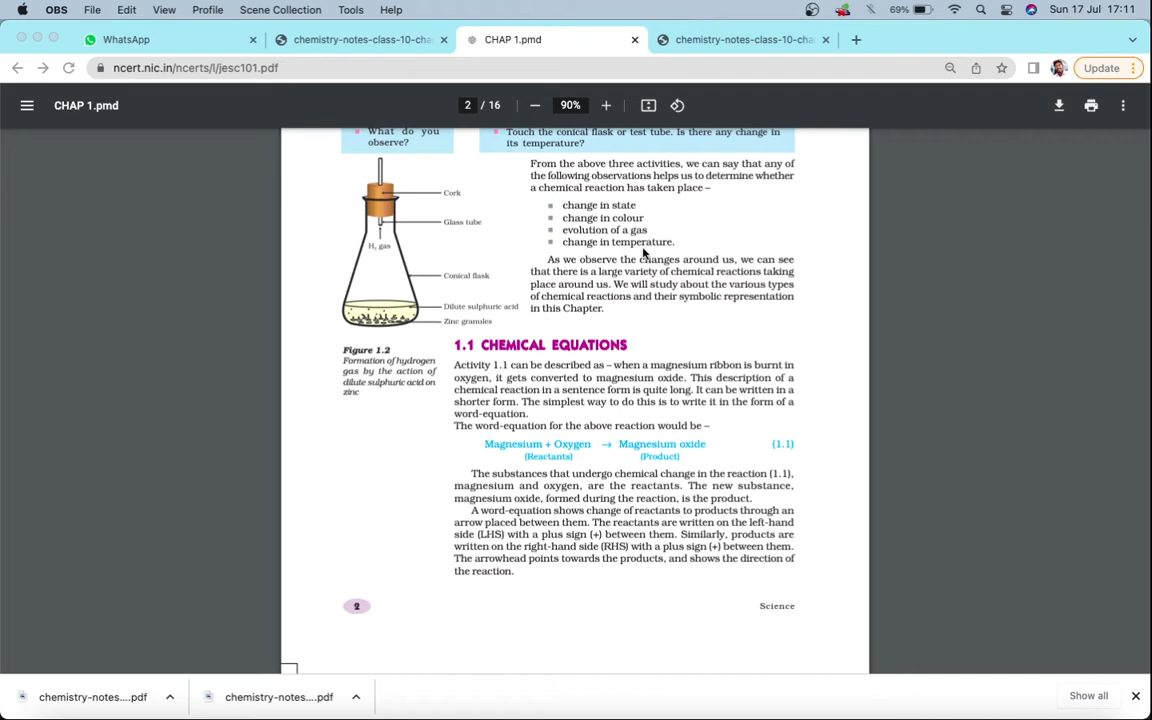 OBS File Edit View Profile Scene Collection Tools Help 69% Sun 17 Jul 17:11
WhatsApp chemistry-notes-class-10-cha CHAP 1.pmd chemistry-notes-class-10-cha
ncert.nic.in/ncerts/l/jesc101.pdf Update
CHAP 1.pmd 2 / 16 90%
What do you
observe?
Touch the conical flask or test tube. Is there any change in
its temperature?
Cork
Glass tube
H₂ gas
Conical flask
Dilute sulphuric acid
Zinc granules
Figure 1.2
Formation of hydrogen
gas by the action of
dilute sulphuric acid on
zinc
From the above three activities, we can say that any of
the following observations helps us to determine whether
a chemical reaction has taken place –
change in state
change in colour
evolution of a gas
change in temperature.
As we observe the changes around us, we can see
that there is a large variety of chemical reactions taking
place around us. We will study about the various types
of chemical reactions and their symbolic representation
in this Chapter.
1.1 CHEMICAL EQUATIONS
Activity 1.1 can be described as – when a magnesium ribbon is burnt in
oxygen, it gets converted to magnesium oxide. This description of a
chemical reaction in a sentence form is quite long. It can be written in a
shorter form. The simplest way to do this is to write it in the form of a
word-equation.
The word-equation for the above reaction would be –
Magnesium + Oxygen → Magnesium oxide (1.1)
(Reactants) (Product)
The substances that undergo chemical change in the reaction (1.1),
magnesium and oxygen, are the reactants. The new substance,
magnesium oxide, formed during the reaction, is the product.
A word-equation shows change of reactants to products through an
arrow placed between them. The reactants are written on the left-hand
side (LHS) with a plus sign (+) between them. Similarly, products are
written on the right-hand side (RHS) with a plus sign (+) between them.
The arrowhead points towards the products, and shows the direction of
the reaction.
2 Science
chemistry-notes....pdf chemistry-notes....pdf Show all